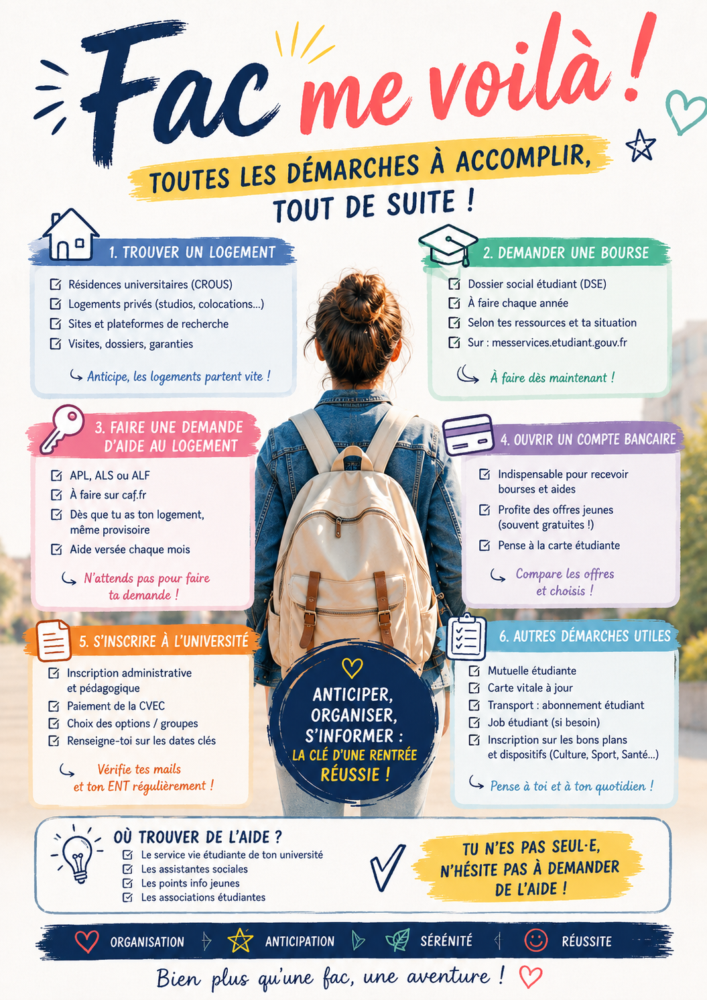 Fac me voilà !
TOUTES LES DÉMARCHES À ACCOMPLIR,
TOUT DE SUITE !
1. TROUVER UN LOGEMENT
Résidences universitaires (CROUS)
Logements privés (studios, colocations...)
Sites et plateformes de recherche
Visites, dossiers, garanties
Anticipe, les logements partent vite !
2. DEMANDER UNE BOURSE
Dossier social étudiant (DSE)
À faire chaque année
Selon tes ressources et ta situation
Sur : messervices.etudiant.gouv.fr
À faire dès maintenant !
3. FAIRE UNE DEMANDE
D'AIDE AU LOGEMENT
APL, ALS ou ALF
À faire sur caf.fr
Dès que tu as ton logement,
même provisoire
Aide versée chaque mois
N'attends pas pour faire
ta demande !
4. OUVRIR UN COMPTE BANCAIRE
Indispensable pour recevoir
bourses et aides
Profite des offres jeunes
(souvent gratuites !)
Pense à la carte étudiante
Compare les offres
et choisis !
5. S'INSCRIRE À L'UNIVERSITÉ
Inscription administrative
et pédagogique
Paiement de la CVEC
Choix des options / groupes
Renseigne-toi sur les dates clés
Vérifie tes mails
et ton ENT régulièrement !
6. AUTRES DÉMARCHES UTILES
Mutuelle étudiante
Carte vitale à jour
Transport : abonnement étudiant
Job étudiant (si besoin)
Inscription sur les bons plans
et dispositifs (Culture, Sport, Santé...)
Pense à toi et à ton quotidien !
ANTICIPER,
ORGANISER,
S'INFORMER :
LA CLÉ D'UNE RENTRÉE
RÉUSSIE !
OÙ TROUVER DE L'AIDE ?
Le service vie étudiante de ton université
Les assistantes sociales
Les points info jeunes
Les associations étudiantes
TU N'ES PAS SEUL·E,
N'HÉSITE PAS À DEMANDER
DE L'AIDE !
ORGANISATION
ANTICIPATION
SÉRÉNITÉ
RÉUSSITE
Bien plus qu'une fac, une aventure !